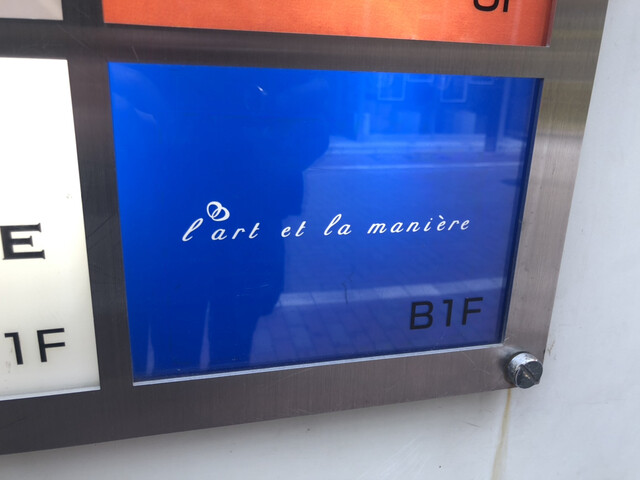 l'art et la manière
B1F
E
1F